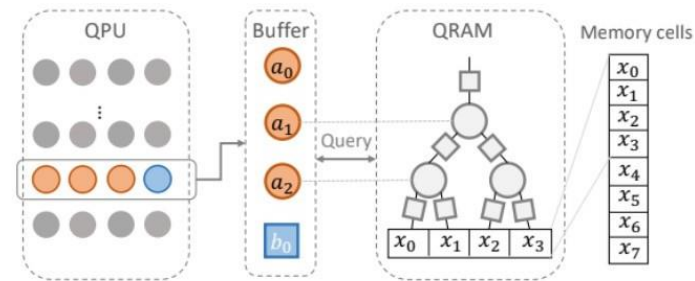 QPU
...
Buffer
a₀
a₁
a₂
b₀
Query
QRAM
x₀ x₁ x₂ x₃
Memory cells
x₀
x₁
x₂
x₃
x₄
x₅
x₆
x₇